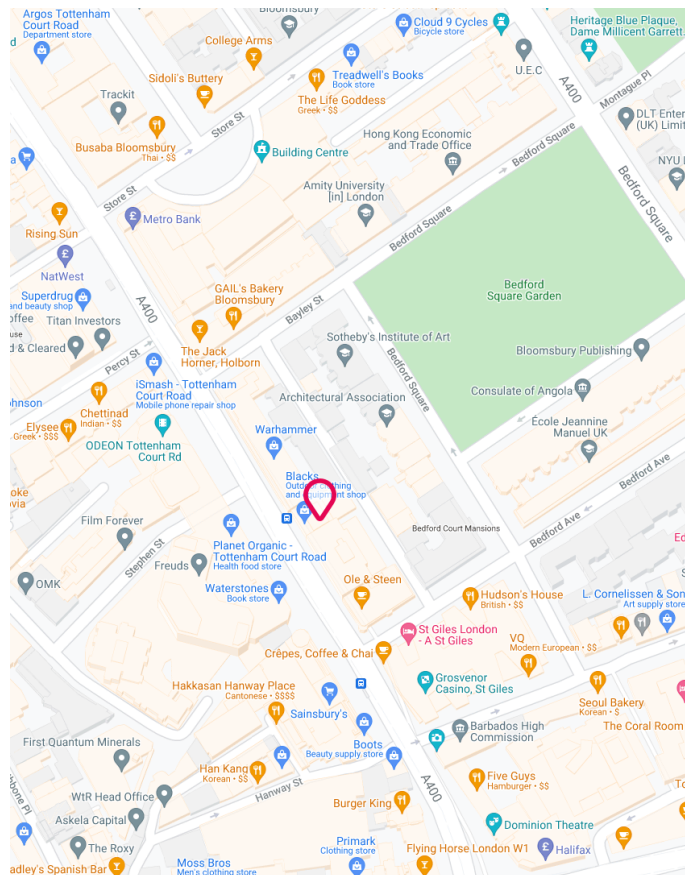 Argos Tottenham
Court Road
Department store
Bloomsbury
College Arms
Cloud 9 Cycles
Bicycle store
Heritage Blue Plaque,
Dame Millicent Garrett
d
Sidoli's Buttery
Treadwell's Books
Book store
U.E.C
A400
Montague Pl
Trackit
The Life Goddess
Greek • $$
Store St
DLT Enter
(UK) Limit
Busaba Bloomsbury
Thai • $$
Hong Kong Economic
and Trade Office
Bedford Square
Building Centre
a
NYU L
Amity University
[in] London
Store St
Metro Bank
Bedford Square
Bedford Square
Rising Sun
NatWest
GAIL's Bakery
Bloomsbury
Bedford
Square Garden
Superdrug
and beauty shop
A400
Bayley St
offee
use
Titan Investors
d & Cleared
Sotheby's Institute of Art
Percy St
The Jack
Horner, Holborn
Bloomsbury Publishing
iSmash - Tottenham
Court Road
Mobile phone repair shop
Bedford Square
Consulate of Angola
ohnson
Chettinad
Indian • $$
Architectural Association
Elysee
Greek • $$$
École Jeannine
Manuel UK
Warhammer
ODEON Tottenham
Court Rd
Blacks
Outdoor clothing
and equipment shop
Bedford Ave
oke
ovia
Film Forever
Bedford Court Mansions
Planet Organic -
Tottenham Court Road
Health food store
Bedford Ave
Ed
Stephen St
Freuds
OMK
Waterstones
Book store
Ole & Steen
Hudson's House
British • $$
L. Cornelissen & Son
Art supply store
St Giles London
- A St Giles
VQ
Modern European • $$
Crêpes, Coffee & Chai
Hakkasan Hanway Place
Cantonese • $$$$
Grosvenor
Casino, St Giles
Sainsbury's
Seoul Bakery
Korean • $
Boots
Beauty supply store
Barbados High
Commission
The Coral Room
First Quantum Minerals
Han Kang
Korean • $$
Hanway St
A400
Five Guys
Hamburger • $$
hbone Pl
WtR Head Office
Burger King
To
Askela Capital
Dominion Theatre
The Roxy
Primark
Clothing store
Halifax
adley's Spanish Bar
Moss Bros
Men's clothing store
Flying Horse London W1